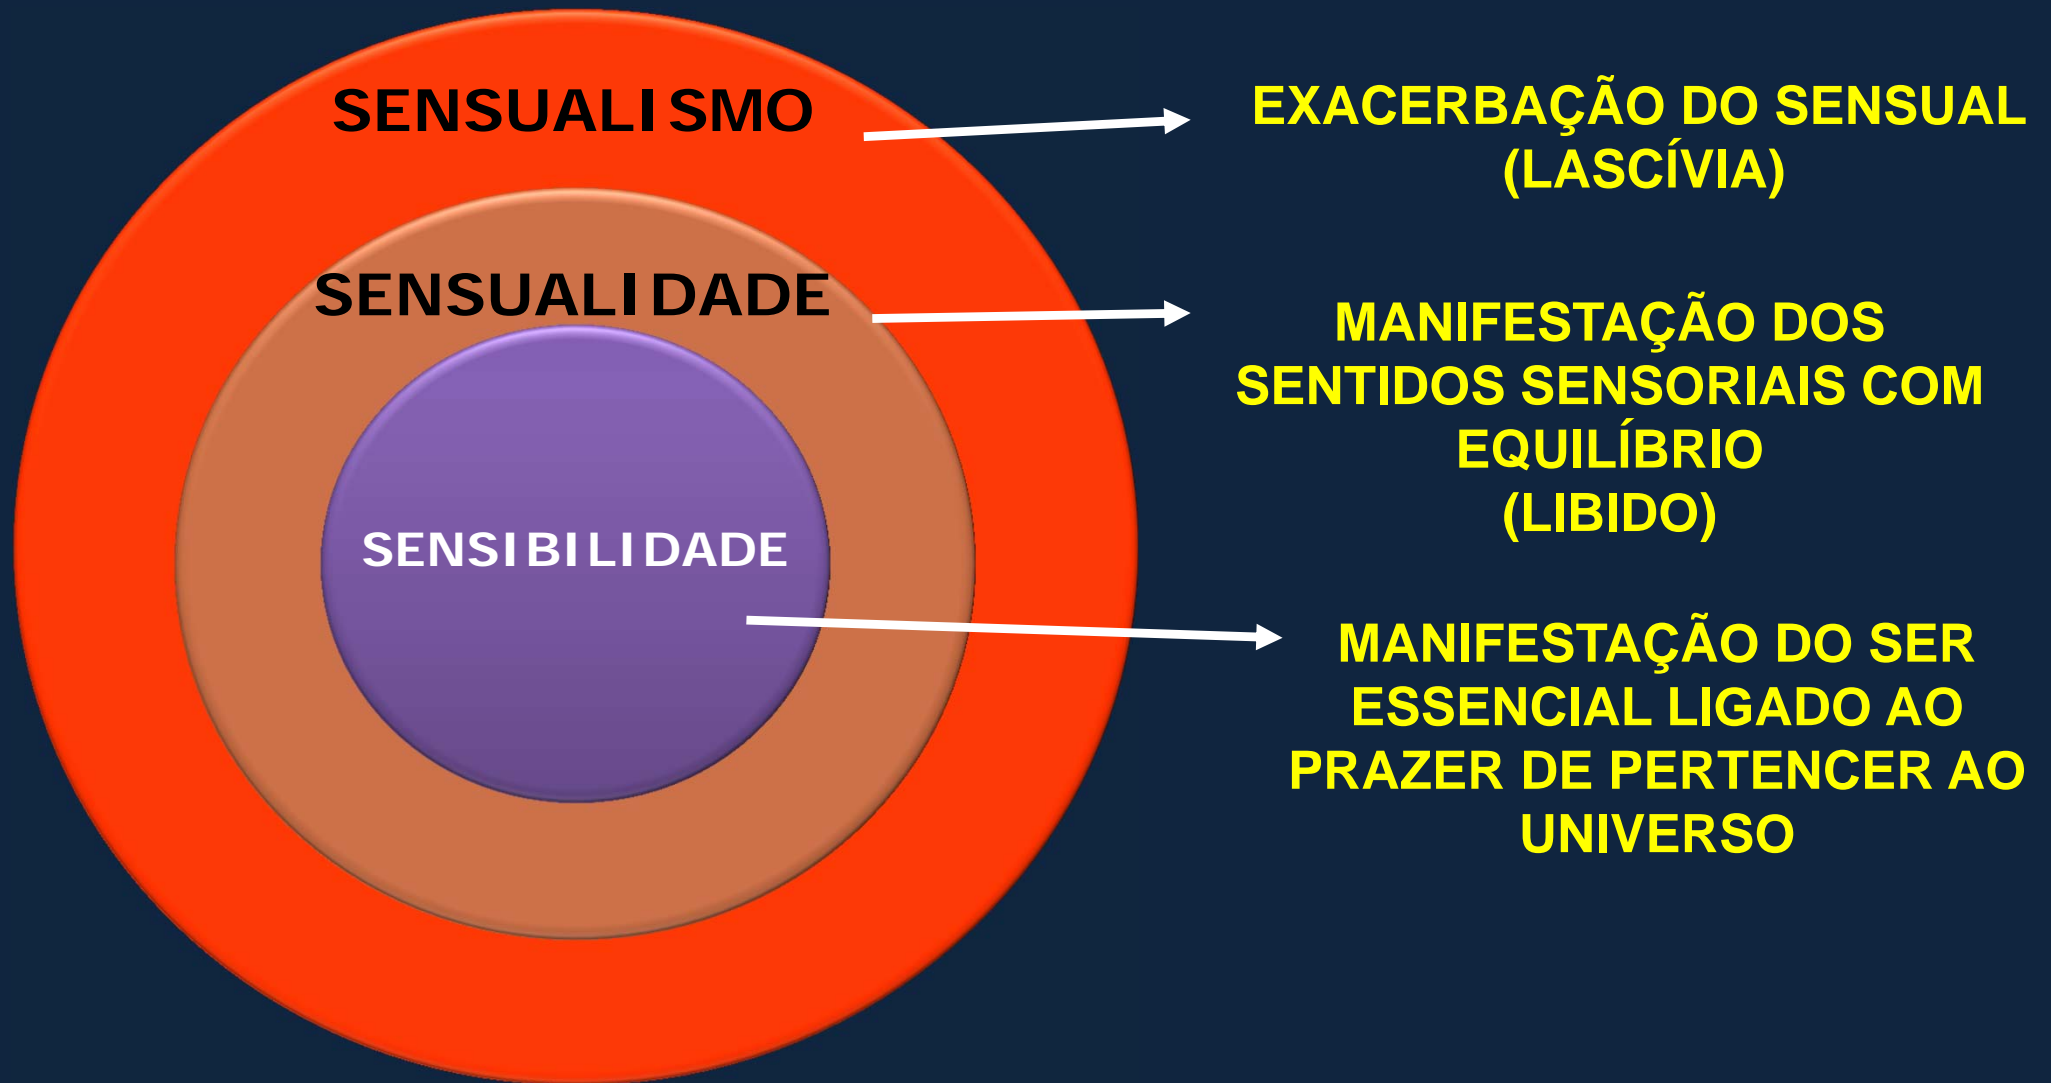 SENSUALISMO
EXACERBAÇÃO DO SENSUAL
(LASCÍVIA)
SENSUALIDADE
MANIFESTAÇÃO DOS
SENTIDOS SENSORIAIS COM
EQUILÍBRIO
(LIBIDO)
SENSIBILIDADE
MANIFESTAÇÃO DO SER
ESSENCIAL LIGADO AO
PRAZER DE PERTENCER AO
UNIVERSO